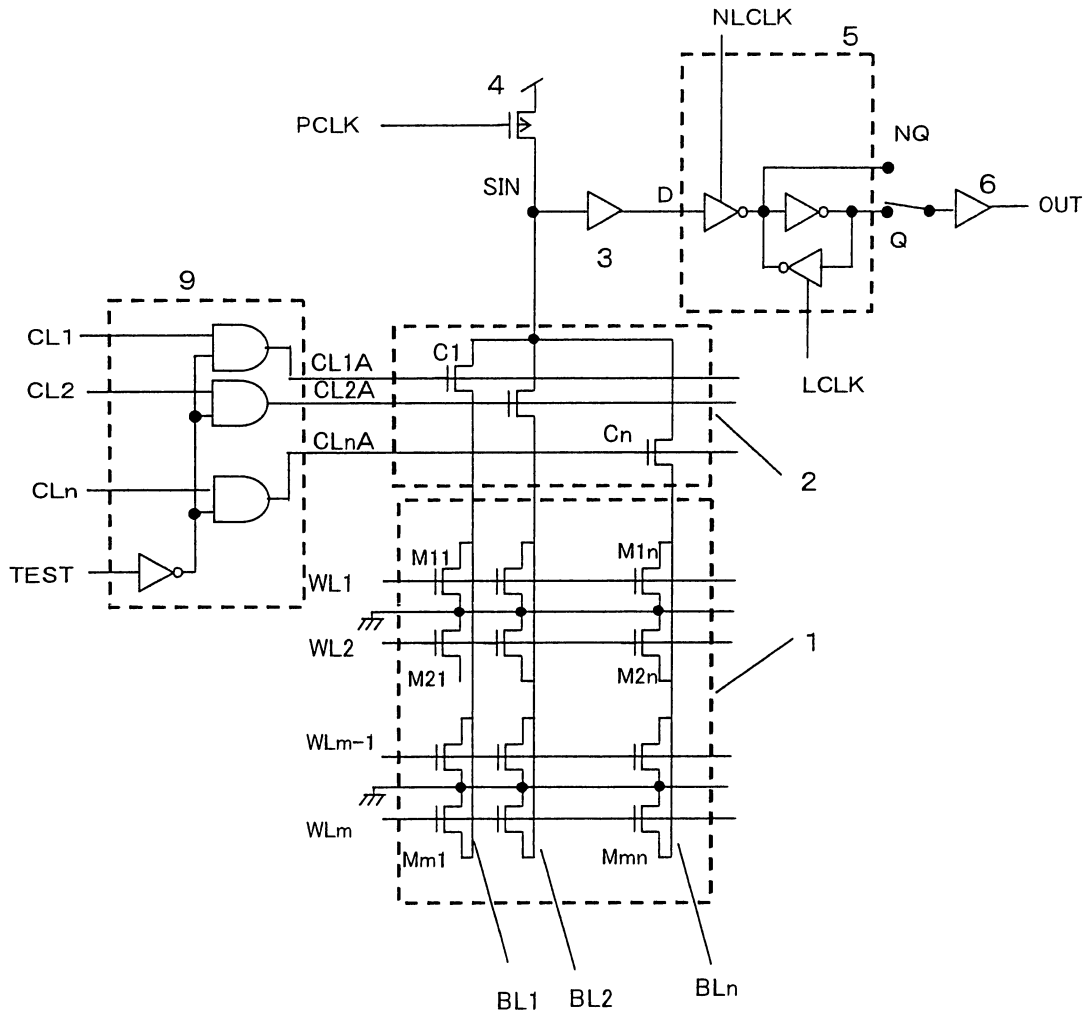 NLCLK
5
4
PCLK
NQ
SIN
D
6
OUT
3
Q
9
CL1
CL1A
C1
LCLK
CL2
CL2A
CLnA
Cn
2
CLn
TEST
M11
M1n
WL1
WL2
1
M21
M2n
WLm-1
WLm
Mm1
Mmn
BL1
BL2
BLn